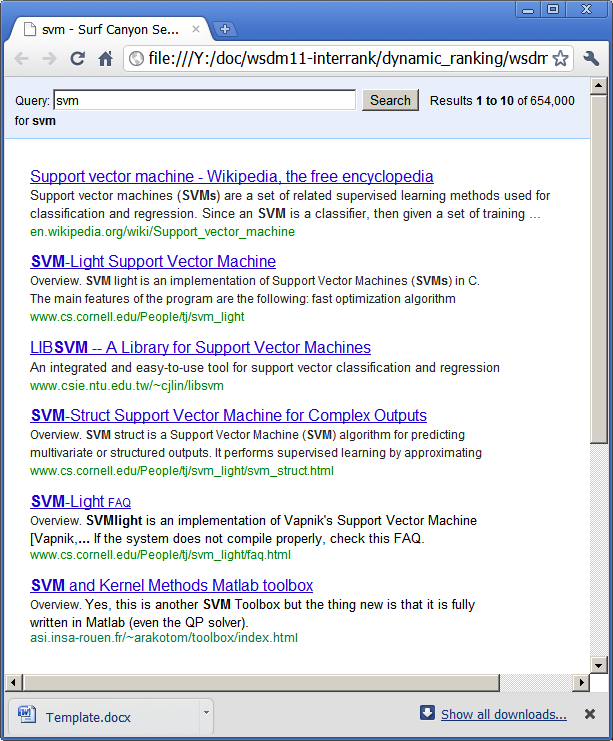 svm - Surf Canyon Se...
file:///Y:/doc/wsdm11-interrank/dynamic_ranking/wsdm
Query: svm Search Results 1 to 10 of 654,000
for svm
Support vector machine - Wikipedia, the free encyclopedia
Support vector machines (SVMs) are a set of related supervised learning methods used for
classification and regression. Since an SVM is a classifier, then given a set of training ...
en.wikipedia.org/wiki/Support_vector_machine
SVM-Light Support Vector Machine
Overview. SVM light is an implementation of Support Vector Machines (SVMs) in C.
The main features of the program are the following: fast optimization algorithm
www.cs.cornell.edu/People/tj/svm_light
LIBSVM -- A Library for Support Vector Machines
An integrated and easy-to-use tool for support vector classification and regression
www.csie.ntu.edu.tw/~cjlin/libsvm
SVM-Struct Support Vector Machine for Complex Outputs
Overview. SVM struct is a Support Vector Machine (SVM) algorithm for predicting
multivariate or structured outputs. It performs supervised learning by approximating
www.cs.cornell.edu/People/tj/svm_light/svm_struct.html
SVM-Light FAQ
Overview. SVMlight is an implementation of Vapnik's Support Vector Machine
[Vapnik,... If the system does not compile properly, check this FAQ.
www.cs.cornell.edu/People/tj/svm_light/faq.html
SVM and Kernel Methods Matlab toolbox
Overview. Yes, this is another SVM Toolbox but the thing new is that it is fully
written in Matlab (even the QP solver).
asi.insa-rouen.fr/~arakotom/toolbox/index.html
Template.docx
Show all downloads...